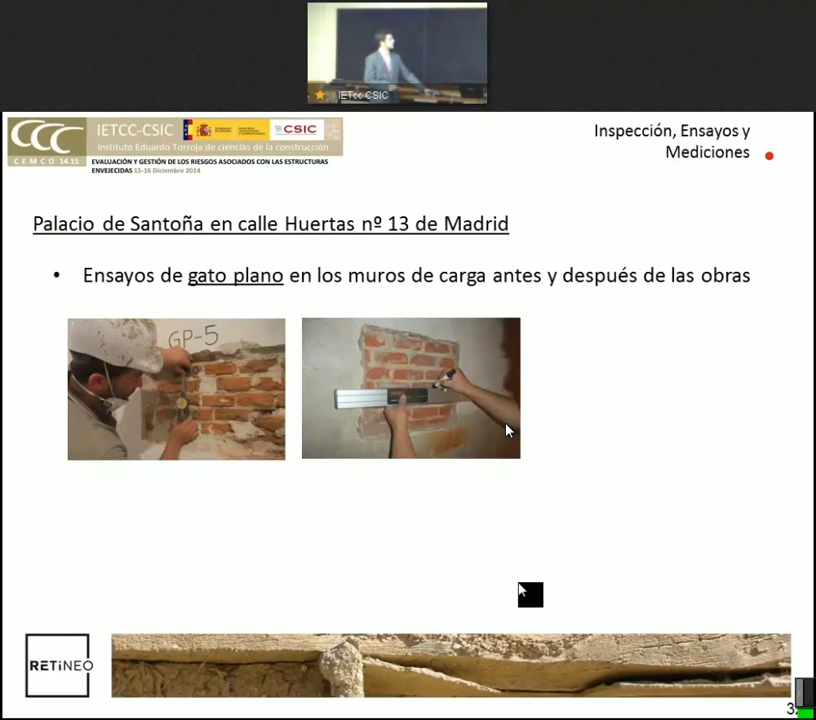 IETcc CSIC
CCC
CEMCO 14.15
IETCC-CSIC
CSIC
Instituto Eduardo Torroja de ciencias de la construcción
EVALUACIÓN Y GESTIÓN DE LOS RIESGOS ASOCIADOS CON LAS ESTRUCTURAS
ENVEJECIDAS 15-16 Diciembre 2014
Inspección, Ensayos y
Mediciones
Palacio de Santoña en calle Huertas nº 13 de Madrid
• Ensayos de gato plano en los muros de carga antes y después de las obras
GP-5
RETiNEO